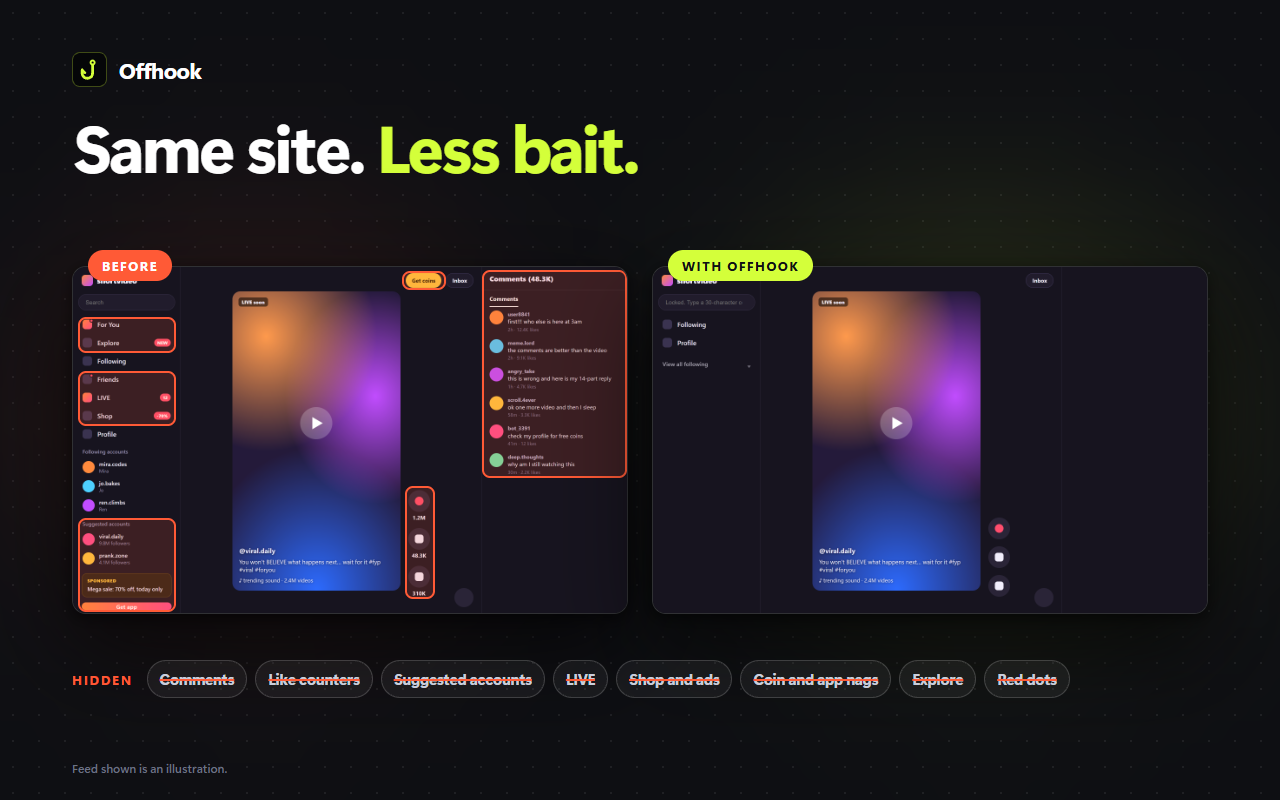 Offhook
Same site. Less bait.
BEFORE
Get coins
Inbox
Search
For You
Explore
Following
Friends
LIVE
Shop
Profile
Following accounts
mira.codes
Mira
jo.bakes
ren.climbs
Ren
Suggested accounts
viral.daily
prank.zone
SPONSORED
Mega sale: 70% off, today only
Get app
LIVE soon
@viral.daily
You won't BELIEVE what happens next... wait for it #fyp
#viral #foryou
♪ trending sound · 2.4M videos
1.2M
48.3K
310K
Comments (48.3K)
Comments
user8841
first!!! who else is here at 3am
meme.lord
the comments are better than the video
angry_take
this is wrong and here is my 14-part reply
scroll.4ever
ok one more video and then I sleep
bot_3391
check my profile for free coins
deep.thoughts
why am I still watching this
WITH OFFHOOK
Inbox
Locked. Type a 30-character
Following
Profile
View all following
LIVE soon
@viral.daily
You won't BELIEVE what happens next... wait for it #fyp
#viral #foryou
♪ trending sound · 2.4M videos
HIDDEN
Comments
Like counters
Suggested accounts
LIVE
Shop and ads
Coin and app nags
Explore
Red dots
Feed shown is an illustration.